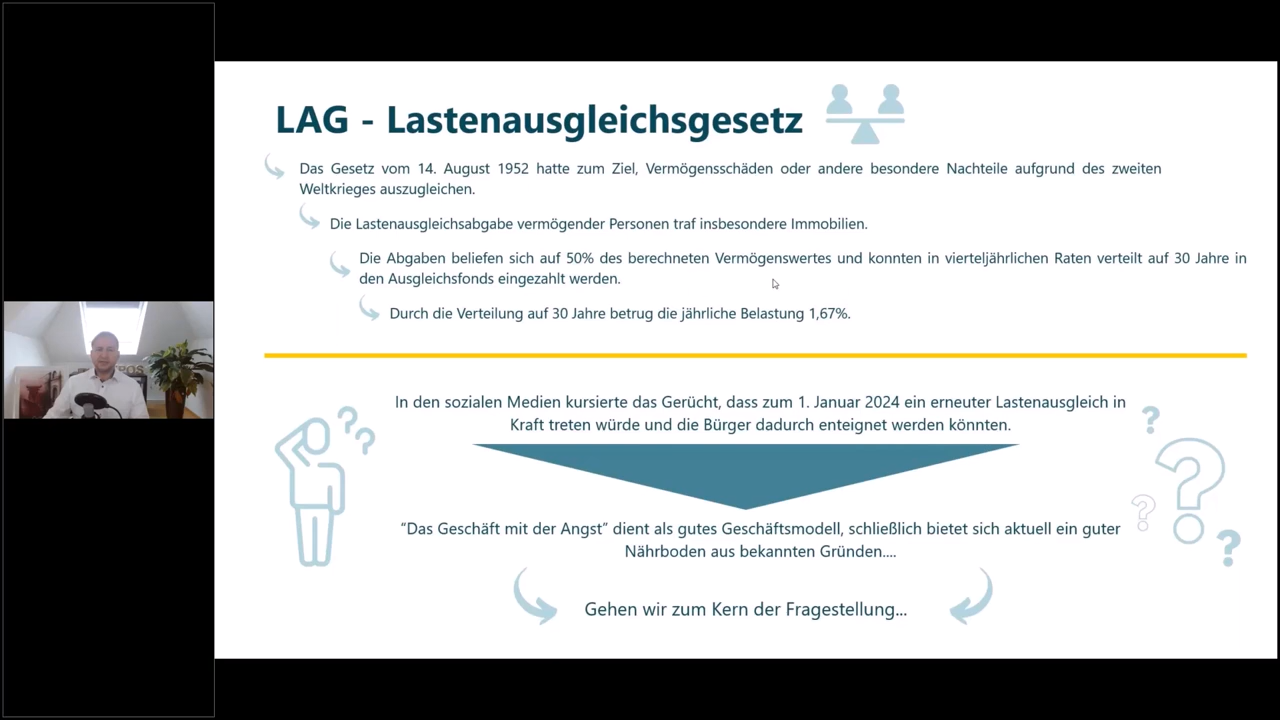 LAG - Lastenausgleichsgesetz
Das Gesetz vom 14. August 1952 hatte zum Ziel, Vermögensschäden oder andere besondere Nachteile aufgrund des zweiten
Weltkrieges auszugleichen.
Die Lastenausgleichsabgabe vermögender Personen traf insbesondere Immobilien.
Die Abgaben beliefen sich auf 50% des berechneten Vermögenswertes und konnten in vierteljährlichen Raten verteilt auf 30 Jahre in
den Ausgleichsfonds eingezahlt werden.
Durch die Verteilung auf 30 Jahre betrug die jährliche Belastung 1,67%.
In den sozialen Medien kursierte das Gerücht, dass zum 1. Januar 2024 ein erneuter Lastenausgleich in
Kraft treten würde und die Bürger dadurch enteignet werden könnten.
“Das Geschäft mit der Angst” dient als gutes Geschäftsmodell, schließlich bietet sich aktuell ein guter
Nährboden aus bekannten Gründen....
Gehen wir zum Kern der Fragestellung...